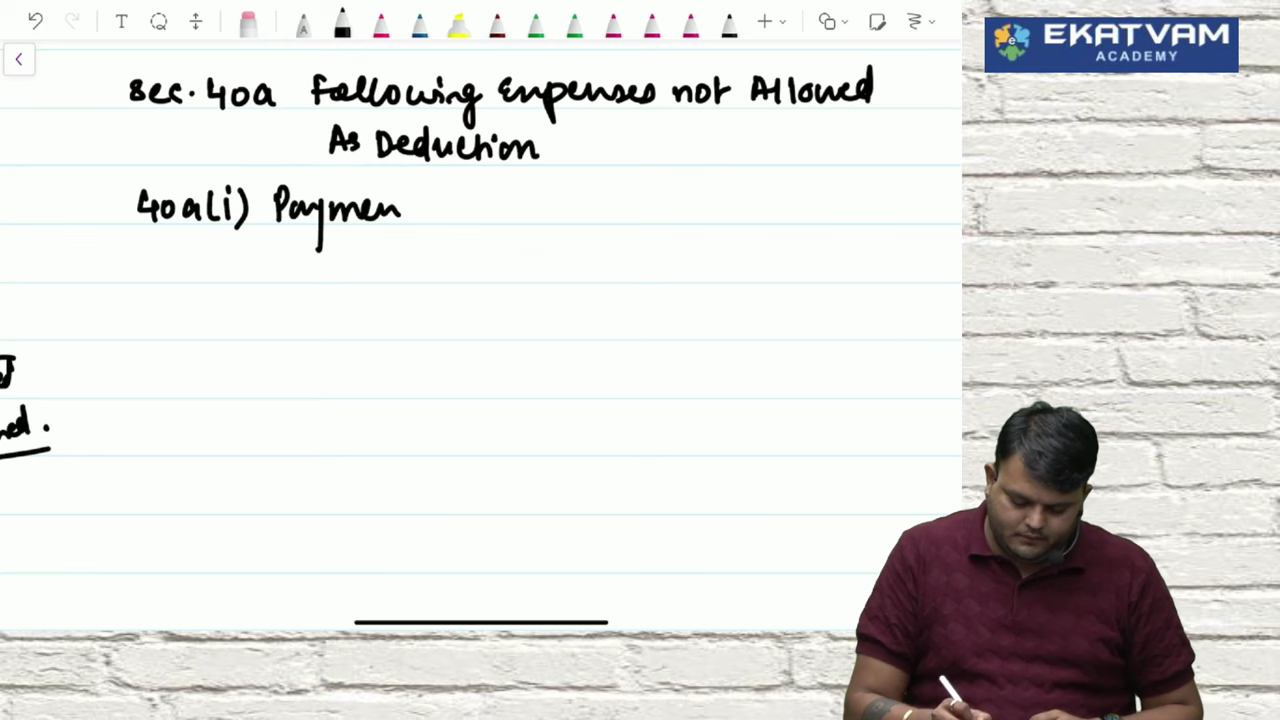 EKATVAM
ACADEMY
Sec. 40a Following Expenses not Allowed
As Deduction
40a(i) Paymen